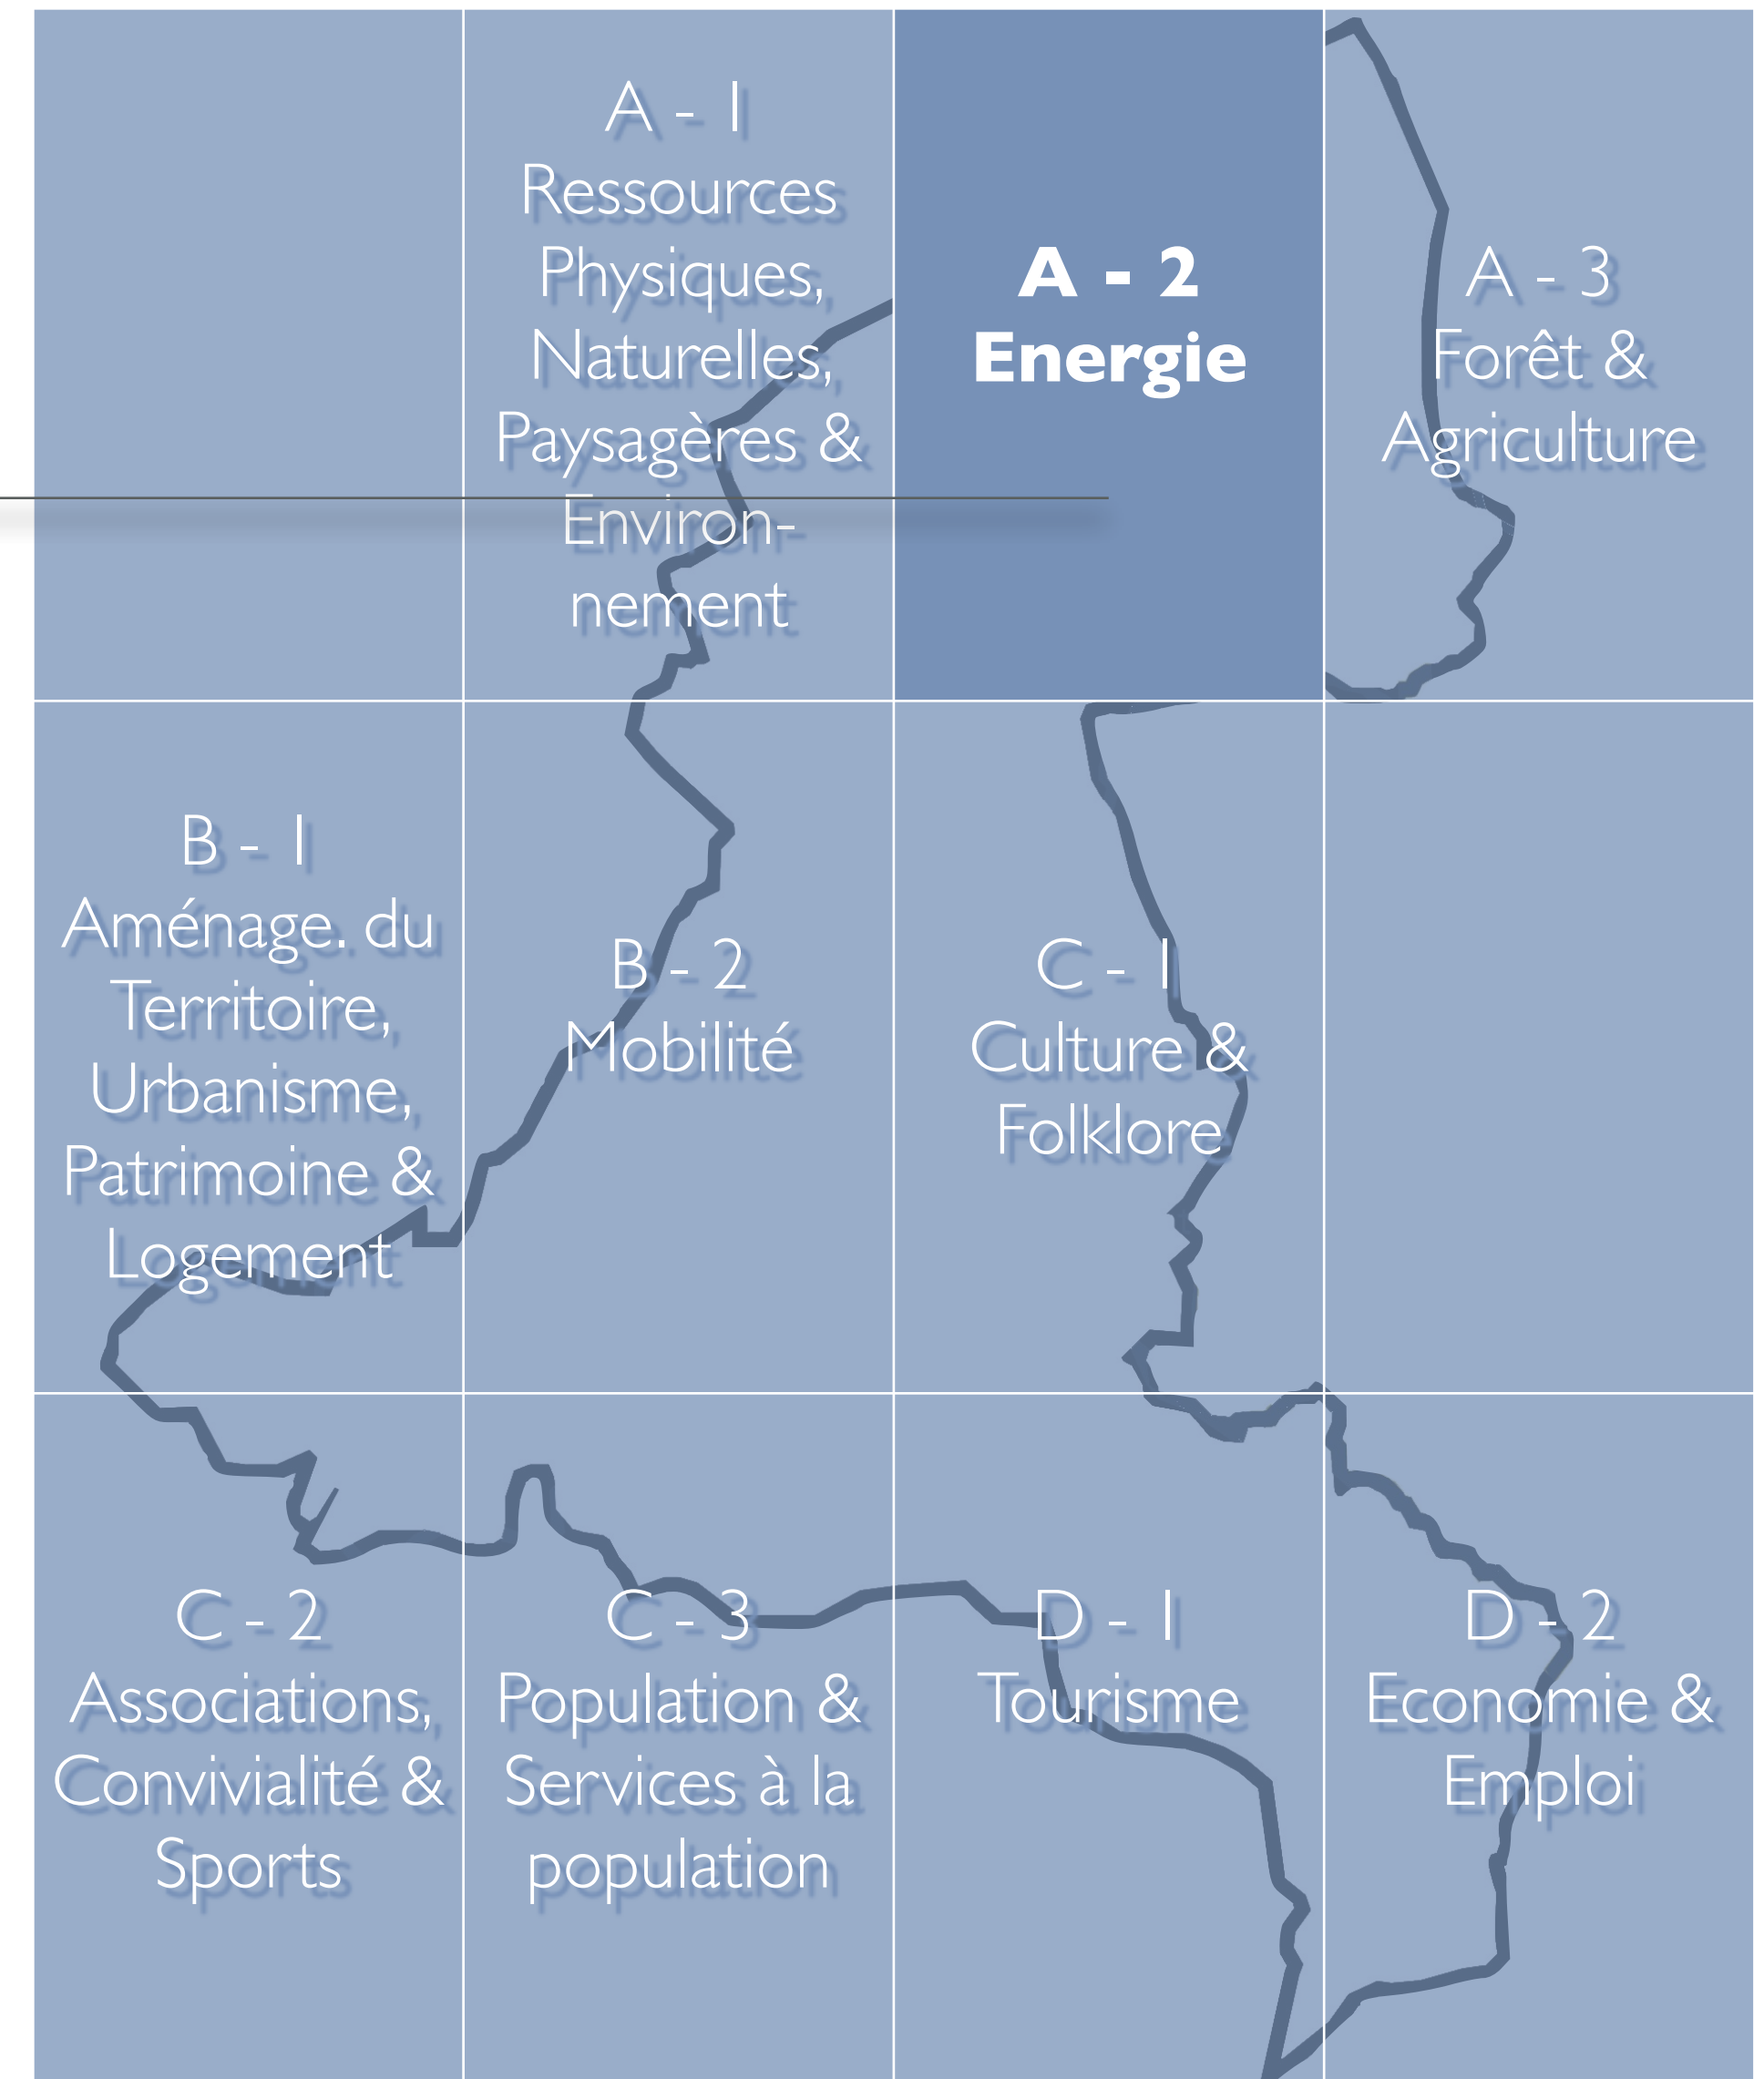 A - 1
Ressources
Physiques,
Naturelles,
Paysagères &
Environ-
nement
A - 2
Energie
A - 3
Forêt &
Agriculture
B - 1
Aménage. du
Territoire,
Urbanisme,
Patrimoine &
Logement
B - 2
Mobilité
C - 1
Culture &
Folklore
C - 2
Associations,
Convivialité &
Sports
C - 3
Population &
Services à la
population
D - 1
Tourisme
D - 2
Economie &
Emploi